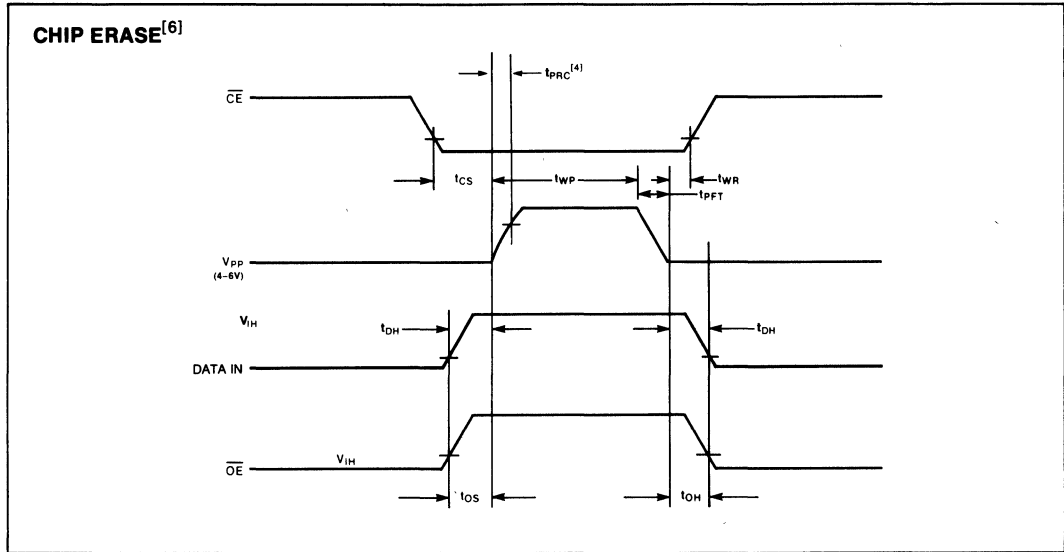 CHIP ERASE[6]
tPRC[4]
CE
tCS
tWP
tWR
tPFT
VPP
(4–6V)
VIH
tDH
tDH
DATA IN
VIH
OE
tOS
tOH